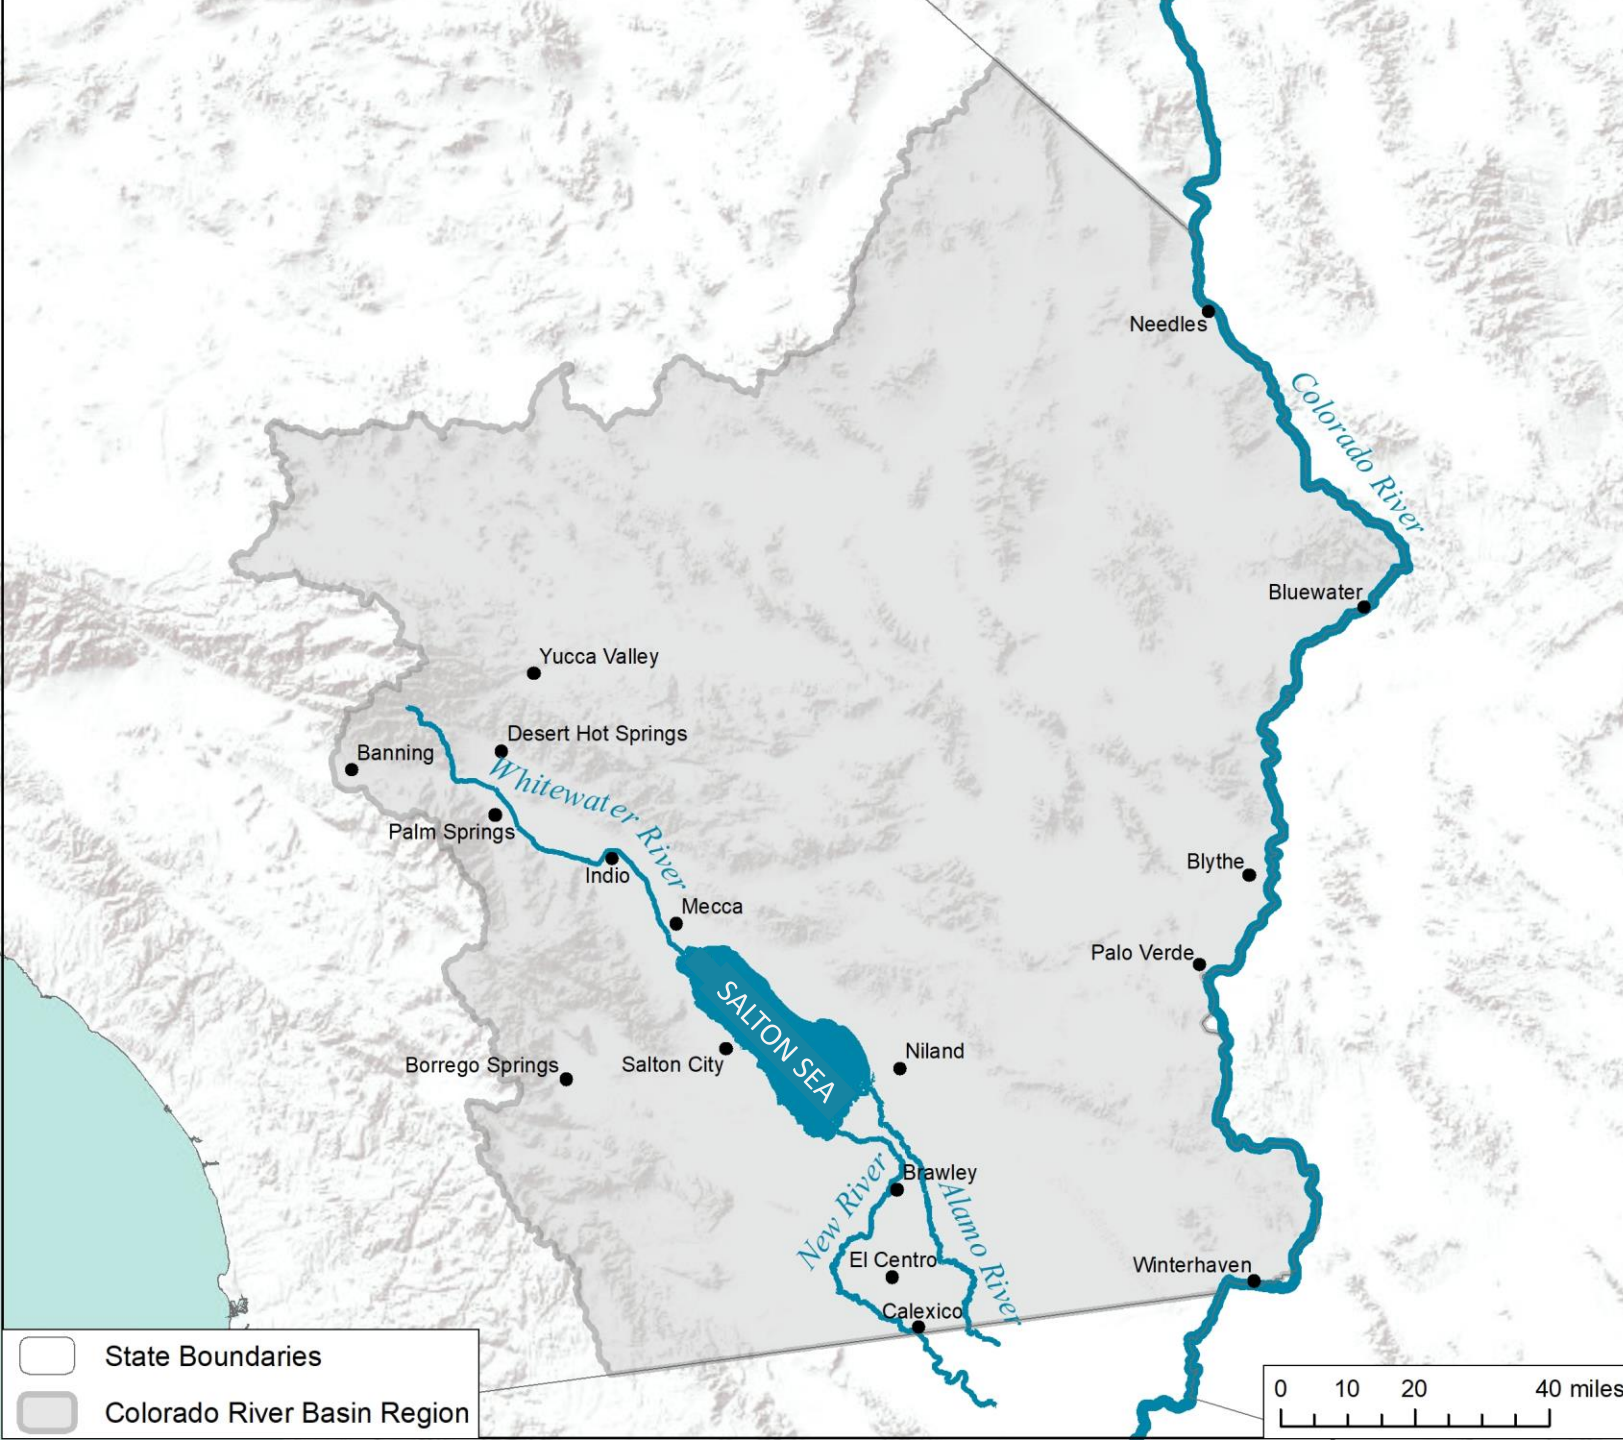 Needles
Colorado River
Bluewater
Yucca Valley
Desert Hot Springs
Banning
Whitewater River
Palm Springs
Indio
Blythe
Mecca
Palo Verde
SALTON SEA
Niland
Salton City
Borrego Springs
Brawley
New River
Alamo River
El Centro
Winterhaven
Calexico
State Boundaries
Colorado River Basin Region
0 10 20 40 miles